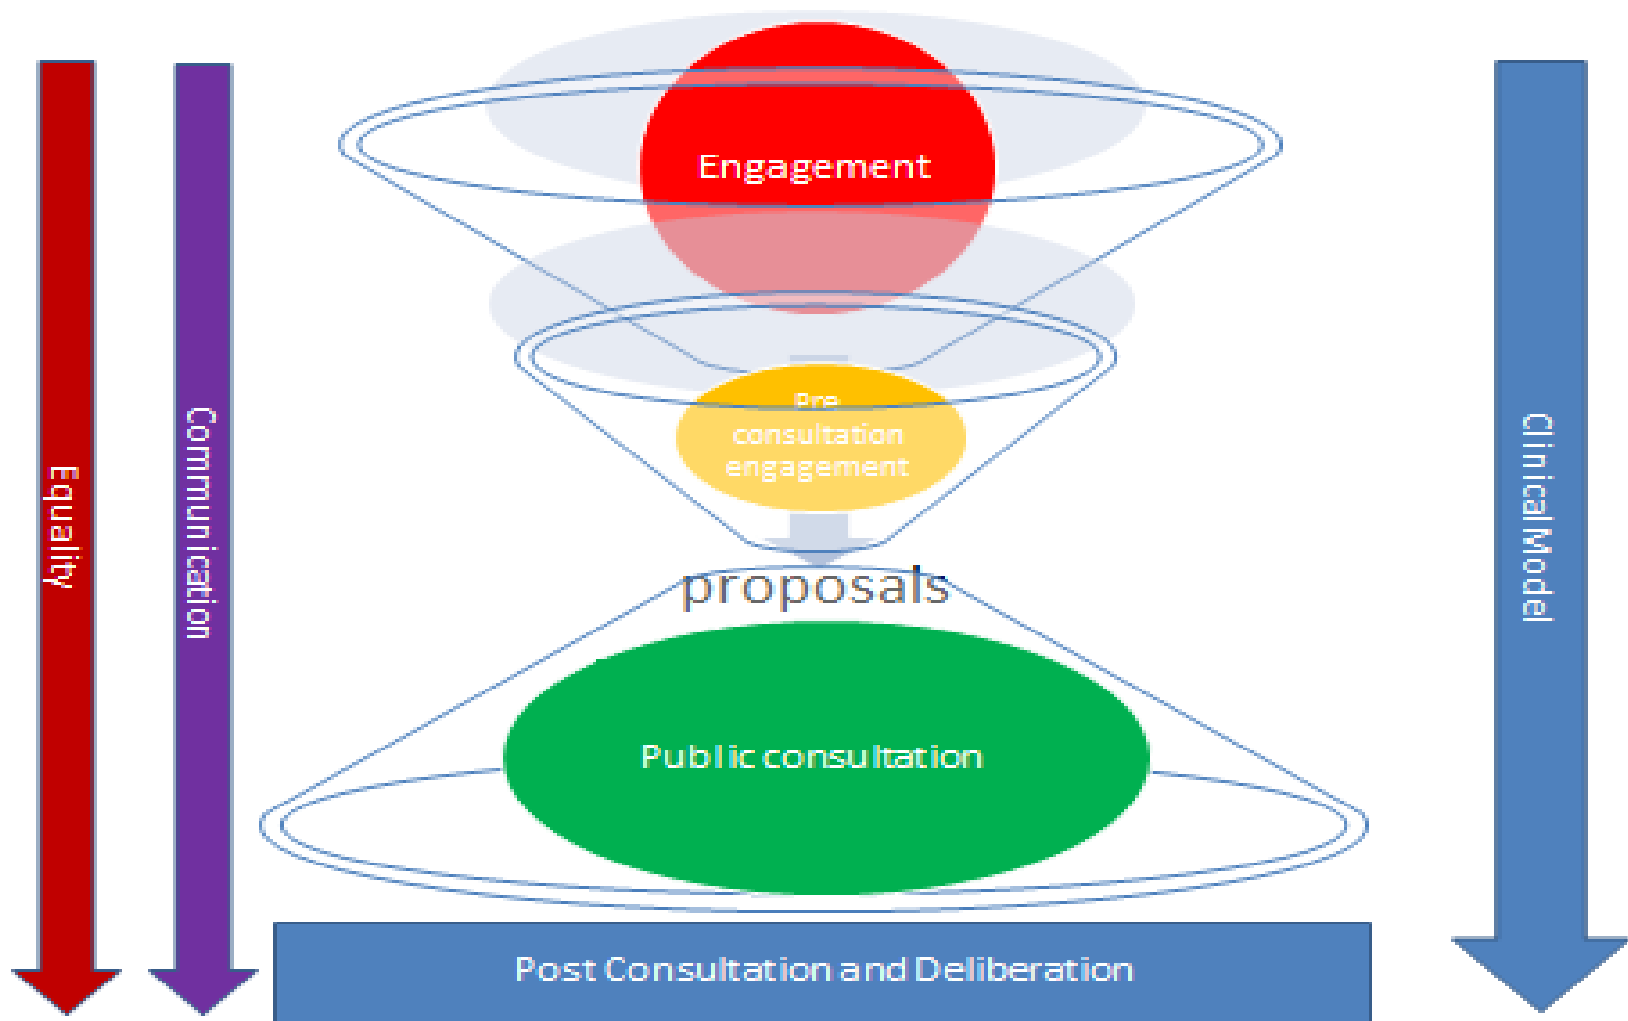 Engagement
Pre
consultation
engagement
proposals
Public consultation
Post Consultation and Deliberation
Equality
Communication
Clinical Model